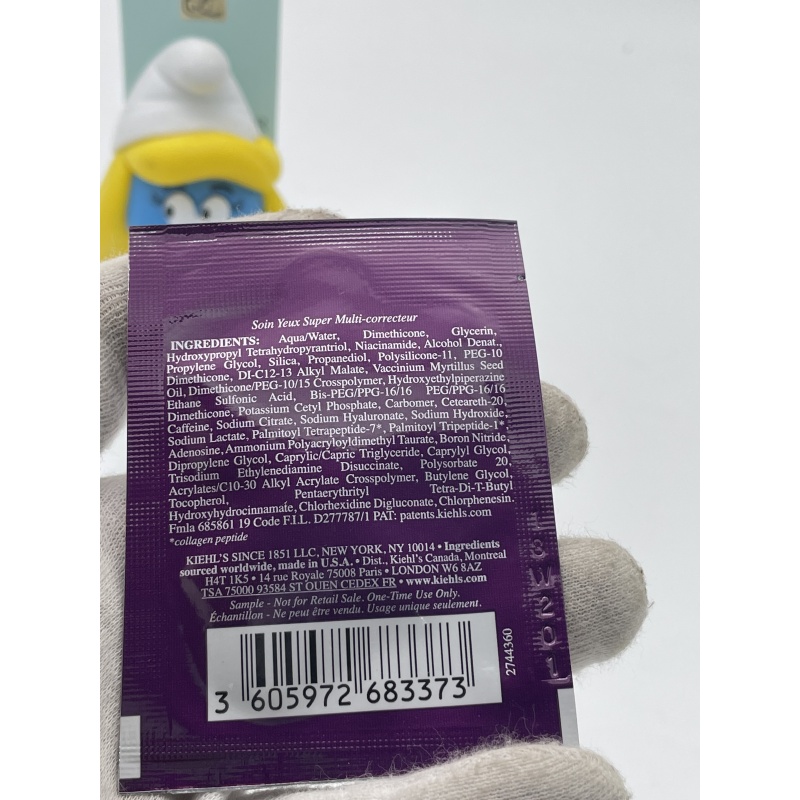 Soin Yeux Super Multi-correcteur
INGREDIENTS: Aqua/Water, Dimethicone, Glycerin,
Hydroxypropyl Tetrahydropyrantriol, Niacinamide, Alcohol Denat.,
Propylene Glycol, Silica, Propanediol, Polysilicone-11, PEG-10
Dimethicone, DI-C12-13 Alkyl Malate, Vaccinium Myrtillus Seed
Oil, Dimethicone/PEG-10/15 Crosspolymer, Hydroxyethylpiperazine
Ethane Sulfonic Acid, Bis-PEG/PPG-16/16 PEG/PPG-16/16
Dimethicone, Potassium Cetyl Phosphate, Carbomer, Ceteareth-20,
Caffeine, Sodium Citrate, Sodium Hyaluronate, Sodium Hydroxide,
Sodium Lactate, Palmitoyl Tetrapeptide-7*, Palmitoyl Tripeptide-1*
Adenosine, Ammonium Polyacryloyldimethyl Taurate, Boron Nitride,
Dipropylene Glycol, Caprylic/Capric Triglyceride, Caprylyl Glycol,
Trisodium Ethylenediamine Disuccinate, Polysorbate 20,
Acrylates/C10-30 Alkyl Acrylate Crosspolymer, Butylene Glycol,
Tocopherol, Pentaerythrityl Tetra-Di-T-Butyl
Hydroxyhydrocinnamate, Chlorhexidine Digluconate, Chlorphenesin.
Fmla 685861 19 Code F.I.L. D277787/1 PAT: patents.kiehls.com
*collagen peptide
KIEHL'S SINCE 1851 LLC, NEW YORK, NY 10014 • Ingredients
sourced worldwide, made in U.S.A. • Dist., Kiehl's Canada, Montreal
H4T 1K5 • 14 rue Royale 75008 Paris • LONDON W6 8AZ
TSA 75000 93584 ST OUEN CEDEX FR • www.kiehls.com
Sample - Not for Retail Sale. One-Time Use Only.
Échantillon - Ne peut être vendu. Usage unique seulement.
3 605972 683373
2744360